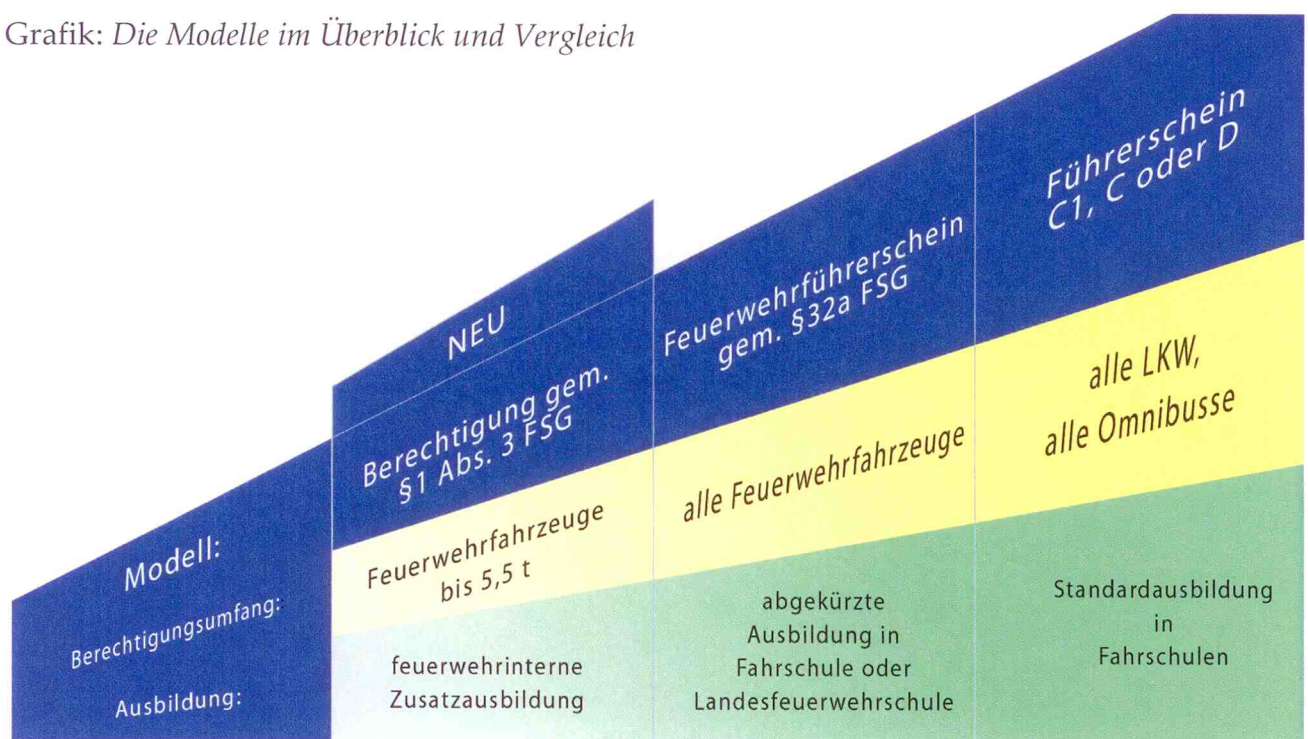 Grafik: Die Modelle im Überblick und Vergleich
Modell:
Berechtigungsumfang:
Ausbildung:
NEU
Berechtigung gem.
§1 Abs. 3 FSG
Feuerwehrfahrzeuge
bis 5,5 t
feuerwehrinterne
Zusatzausbildung
Feuerwehrführerschein
gem. §32a FSG
alle Feuerwehrfahrzeuge
abgekürzte
Ausbildung in
Fahrschule oder
Landesfeuerwehrschule
Führerschein
C1, C oder D
alle LKW,
alle Omnibusse
Standardausbildung
in
Fahrschulen